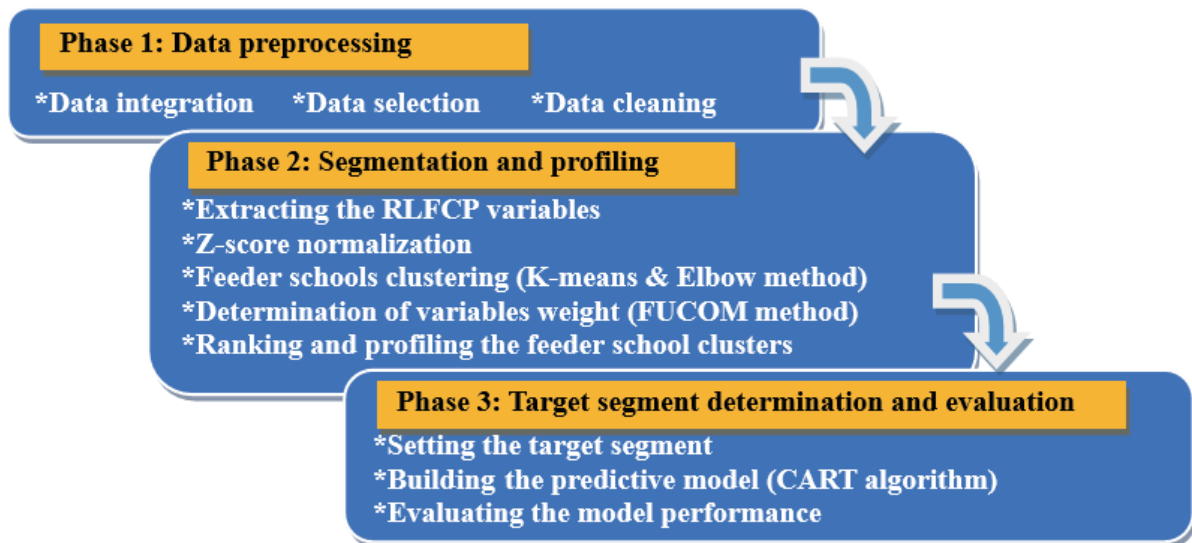 Phase 1: Data preprocessing
*Data integration *Data selection *Data cleaning
Phase 2: Segmentation and profiling
*Extracting the RLFCP variables
*Z-score normalization
*Feeder schools clustering (K-means & Elbow method)
*Determination of variables weight (FUCOM method)
*Ranking and profiling the feeder school clusters
Phase 3: Target segment determination and evaluation
*Setting the target segment
*Building the predictive model (CART algorithm)
*Evaluating the model performance